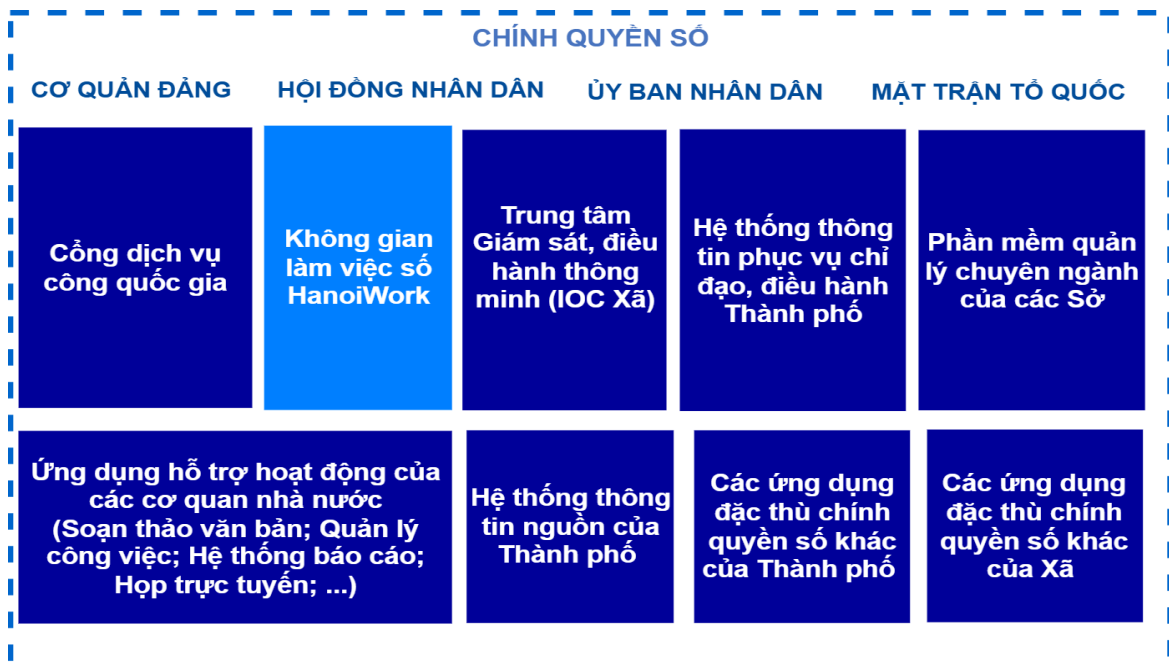 CHÍNH QUYỀN SỐ
CƠ QUẢN ĐẢNG
HỘI ĐỒNG NHÂN DÂN
ỦY BAN NHÂN DÂN
MẶT TRẬN TỔ QUỐC
Cổng dịch vụ
công quốc gia
Không gian
làm việc số
HanoiWork
Trung tâm
Giám sát, điều
hành thông
minh (IOC Xã)
Hệ thống thông
tin phục vụ chỉ
đạo, điều hành
Thành phố
Phần mềm quản
lý chuyên ngành
của các Sở
Ứng dụng hỗ trợ hoạt động của
các cơ quan nhà nước
(Soạn thảo văn bản; Quản lý
công việc; Hệ thống báo cáo;
Họp trực tuyến; ...)
Hệ thống thông
tin nguồn của
Thành phố
Các ứng dụng
đặc thù chính
quyền số khác
của Thành phố
Các ứng dụng
đặc thù chính
quyền số khác
của Xã